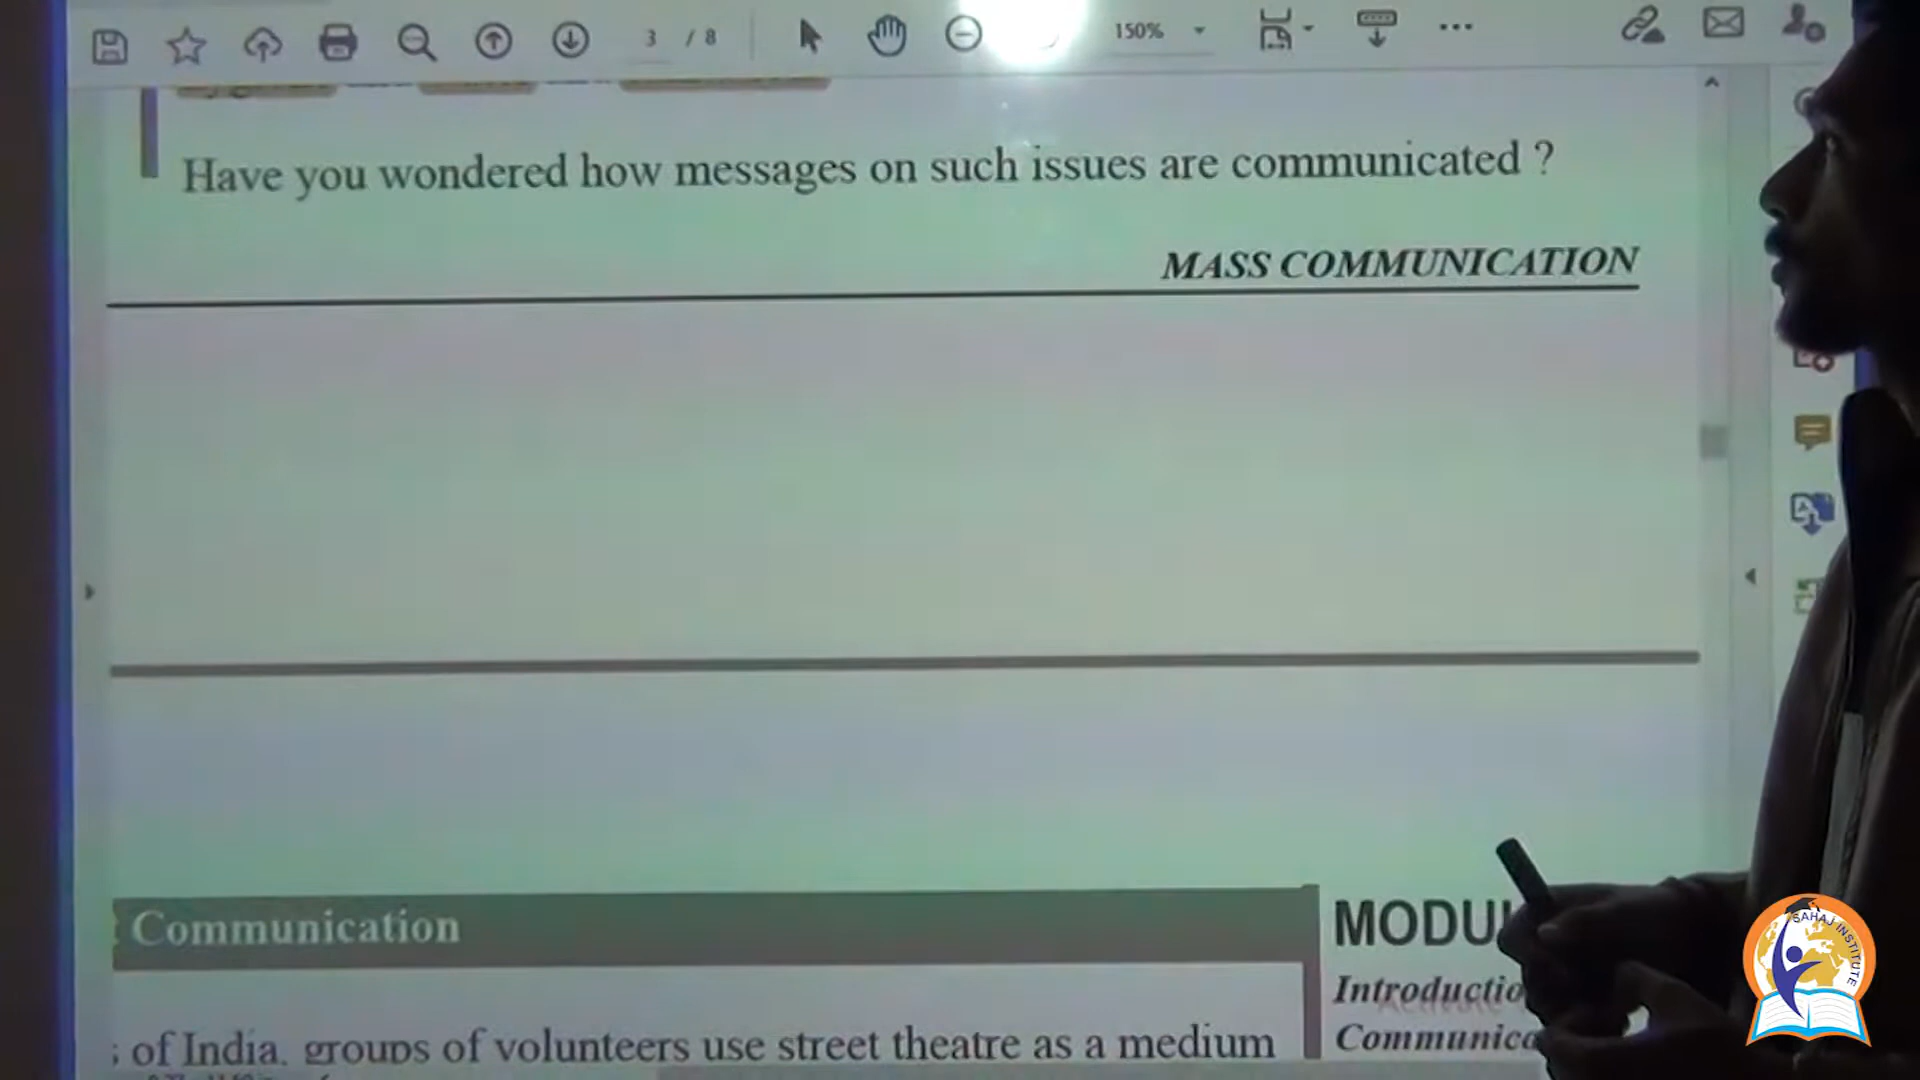 3 / 8
150%
Have you wondered how messages on such issues are communicated ?
MASS COMMUNICATION
Communication
MODU
Introductio
Communica
of India, groups of volunteers use street theatre as a medium
SAHAJ INSTITUTE